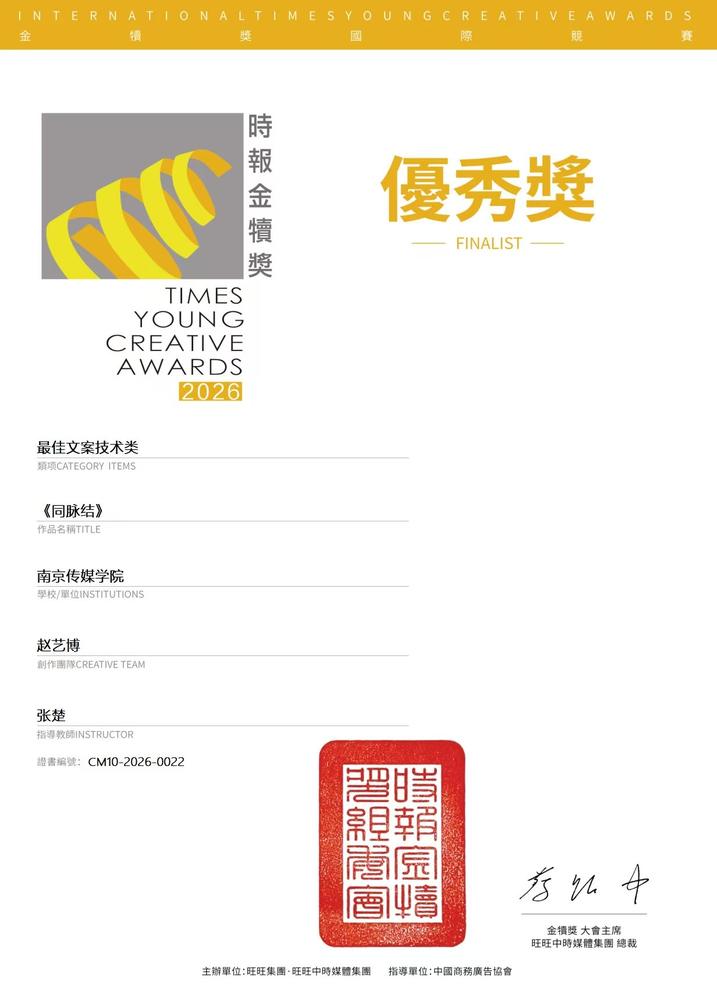 INTERNATIONALTIMESYOUNGCREATIVEAWARDS
金犢獎國際競賽
時報金犢獎
TIMES
YOUNG
CREATIVE
AWARDS
2026
優秀獎
FINALIST
最佳文案技术类
類項CATEGORY ITEMS
《同脉结》
作品名稱TITLE
南京传媒学院
學校/單位INSTITUTIONS
赵艺博
創作團隊CREATIVE TEAM
张楚
指導教師INSTRUCTOR
證書編號： CM10-2026-0022
時報金犢
金犢獎 大會主席
旺旺中時媒體集團 總裁
主辦單位:旺旺集團·旺旺中時媒體集團 指導單位:中國商務廣告協會